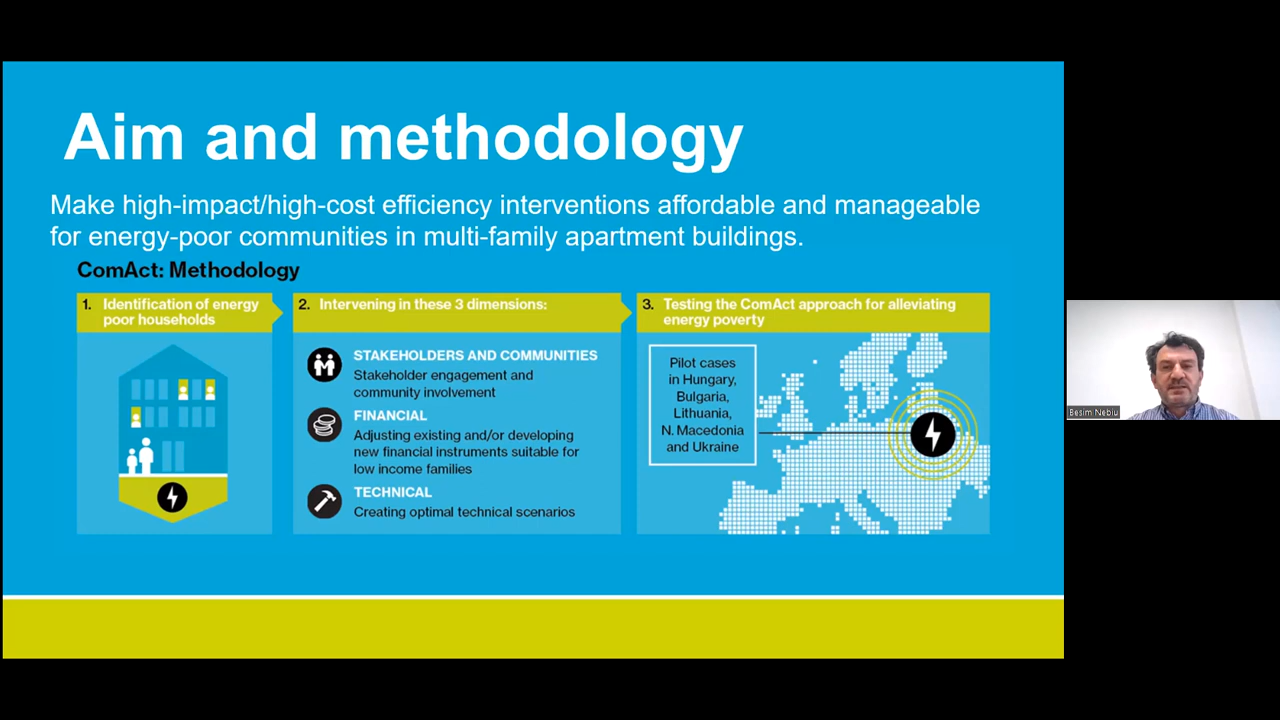 Aim and methodology
Make high-impact/high-cost efficiency interventions affordable and manageable
for energy-poor communities in multi-family apartment buildings.
ComAct: Methodology
1. Identification of energy
poor households
2. Intervening in these 3 dimensions:
STAKEHOLDERS AND COMMUNITIES
Stakeholder engagement and
community involvement
FINANCIAL
Adjusting existing and/or developing
new financial instruments suitable for
low income families
TECHNICAL
Creating optimal technical scenarios
3. Testing the ComAct approach for alleviating
energy poverty
Pilot cases
in Hungary,
Bulgaria,
Lithuania,
N. Macedonia
and Ukraine
Besim Nebiu